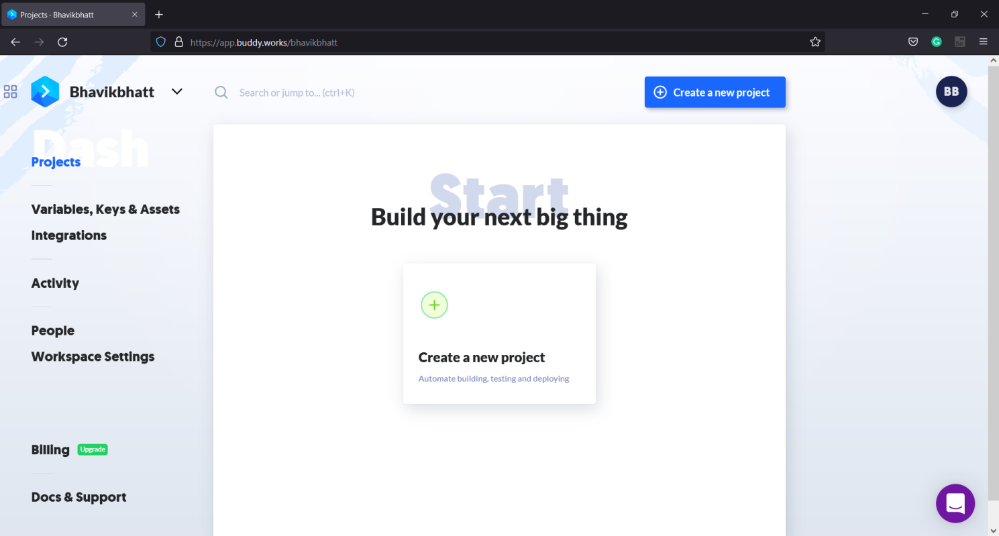 Projects · Bhavikbhatt
https://app.buddy.works/bhavikbhatt
Bhavikbhatt
Search or jump to... (ctrl+K)
Create a new project
BB
Dash
Projects
Variables, Keys & Assets
Integrations
Activity
People
Workspace Settings
Billing Upgrade
Docs & Support
Start
Build your next big thing
Create a new project
Automate building, testing and deploying